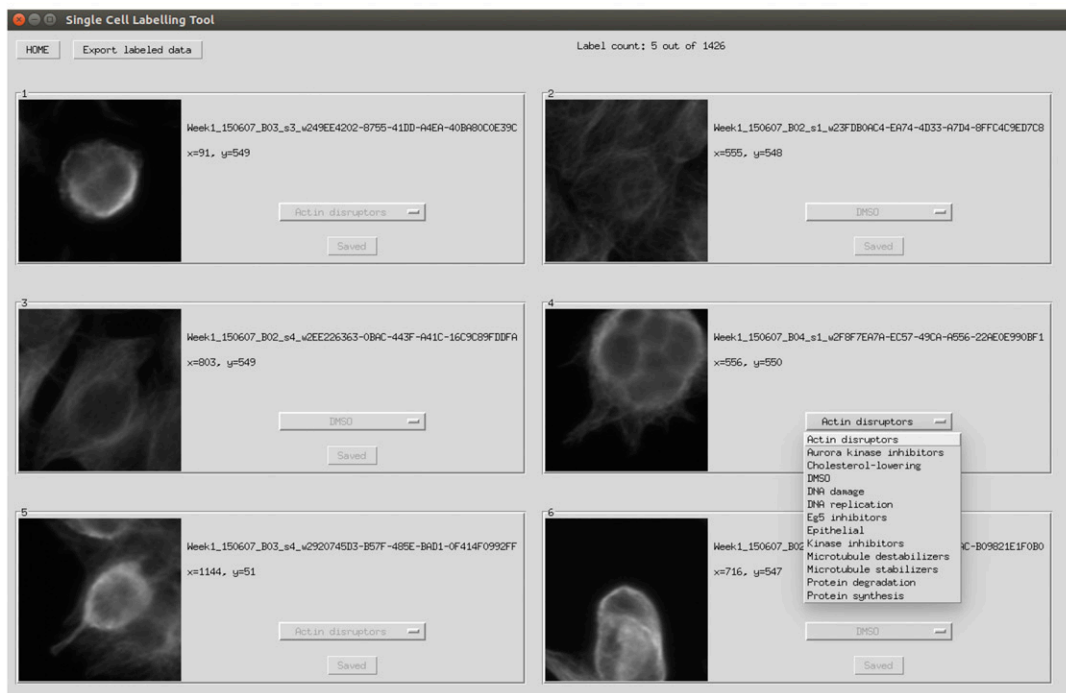 Single Cell Labelling Tool
HOME
Export labeled data
Label count: 5 out of 1426
1
Week1_150607_B03_s3_w249EE4202-8755-41DD-A4EA-40BA80C0E39C
x=91, y=549
Actin disruptors
Saved
2
Week1_150607_B02_s1_w23FDB0AC4-EA74-4D33-A7D4-8FFC4C9ED7C8
x=555, y=548
DMSO
Saved
3
Week1_150607_B02_s4_w2EE226363-0BAC-443F-A41C-16C9C89FDDFA
x=803, y=549
DMSO
Saved
4
Week1_150607_B04_s1_w2F8F7EA7A-EC57-49CA-A556-22AE0E990BF1
x=556, y=550
Actin disruptors
Actin disruptors
Aurora kinase inhibitors
Cholesterol-lowering
DMSO
DNA damage
DNA replication
Eg5 inhibitors
Epithelial
Kinase inhibitors
Microtubule destabilizers
Microtubule stabilizers
Protein degradation
Protein synthesis
5
Week1_150607_B03_s4_w2920745D3-B57F-485E-BAD1-0F414F0992FF
x=1144, y=51
Actin disruptors
Saved
6
Week1_150607_B02
AC-B09821E1F0B0
x=716, y=547
DMSO
Saved